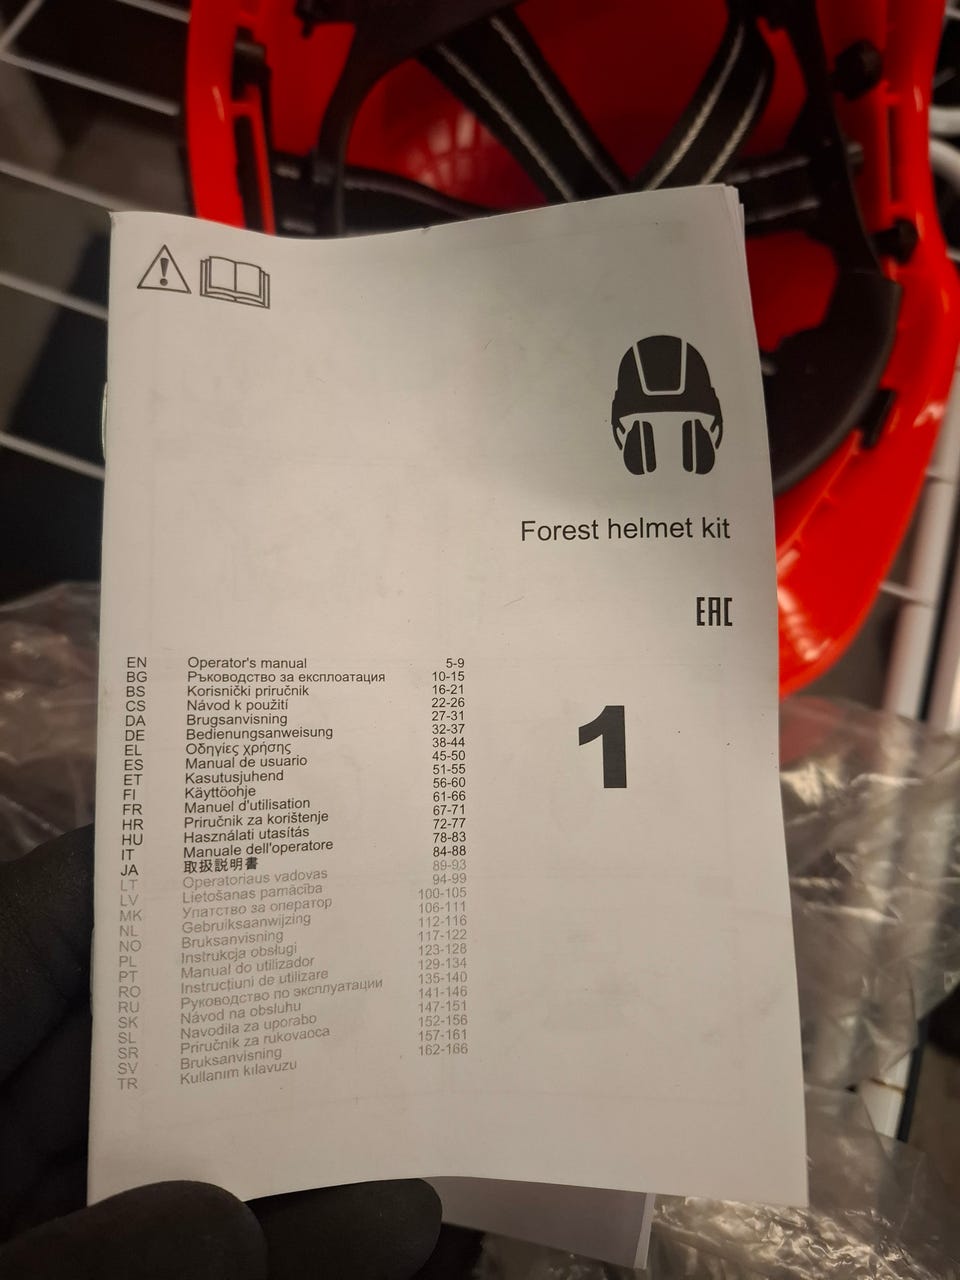 Forest helmet kit
EAC
EN Operator's manual 5-9
BG Ръководство за експлоатация 10-15
BS Korisnički priručnik 16-21
CS Návod k použití 22-26
DA Brugsanvisning 27-31
DE Bedienungsanweisung 32-37
EL Οδηγίες χρήσης 38-44
ES Manual de usuario 45-50
ET Kasutusjuhend 51-55
FI Käyttöohje 56-60
FR Manuel d'utilisation 61-66
HR Priručnik za korištenje 67-71
HU Használati utasítás 72-77
IT Manuale dell'operatore 78-83
JA 取扱説明書 84-88
LT Operatoriaus vadovas 89-93
LV Lietošanas pamācība 94-99
MK Упатство за оператор 100-105
NL Gebruiksaanwijzing 106-111
NO Bruksanvisning 112-116
PL Instrukcja obsługi 117-122
PT Manual do utilizador 123-128
RO Instrucțiuni de utilizare 129-134
RU Руководство по эксплуатации 135-140
SK Návod na obsluhu 141-146
SL Navodila za uporabo 147-151
SR Priručnik za rukovaoca 152-156
SV Bruksanvisning 157-161
TR Kullanım kılavuzu 162-166
1